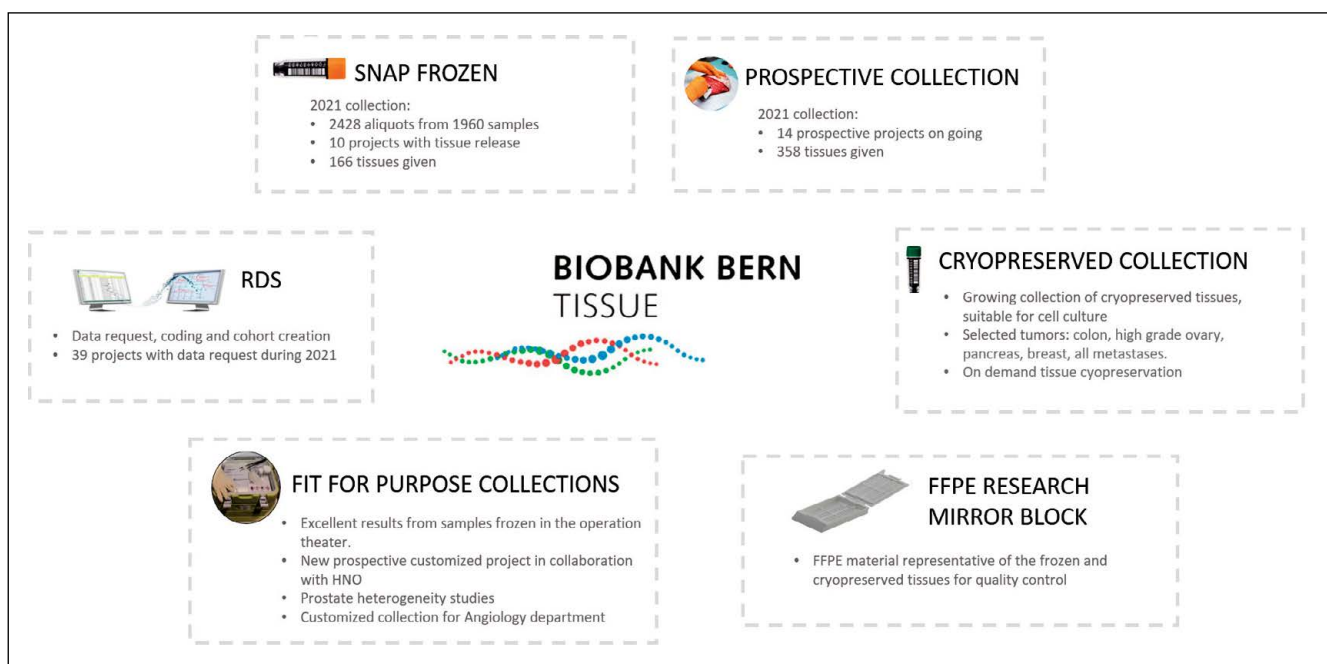 SNAP FROZEN
2021 collection:
• 2428 aliquots from 1960 samples
• 10 projects with tissue release
• 166 tissues given
PROSPECTIVE COLLECTION
2021 collection:
• 14 prospective projects on going
• 358 tissues given
RDS
• Data request, coding and cohort creation
• 39 projects with data request during 2021
BIOBANK BERN
TISSUE
CRYOPRESERVED COLLECTION
• Growing collection of cryopreserved tissues,
suitable for cell culture
• Selected tumors: colon, high grade ovary,
pancreas, breast, all metastases.
• On demand tissue cyopreservation
FIT FOR PURPOSE COLLECTIONS
• Excellent results from samples frozen in the operation
theater.
• New prospective customized project in collaboration
with HNO
• Prostate heterogeneity studies
• Customized collection for Angiology department
FFPE RESEARCH
MIRROR BLOCK
• FFPE material representative of the frozen and
cryopreserved tissues for quality control